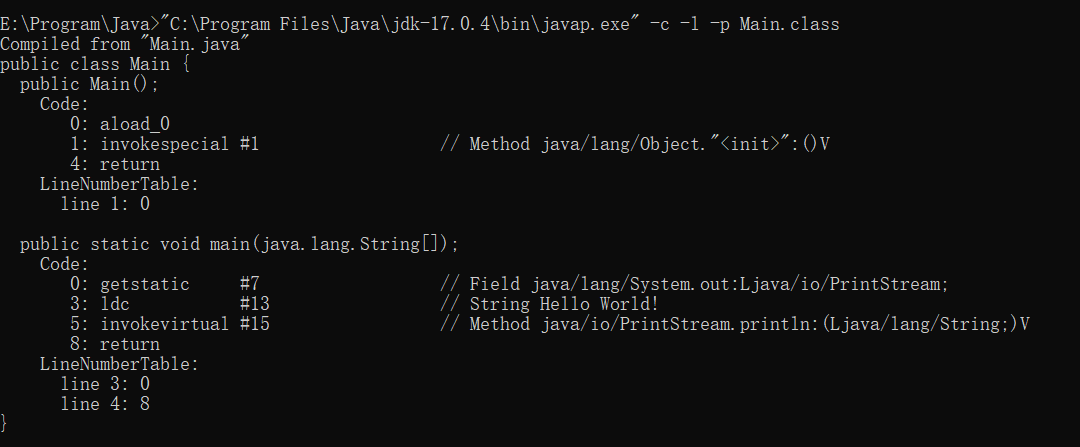 E:\Program\Java>"C:\Program Files\Java\jdk-17.0.4\bin\javap.exe" -c -l -p Main.class
Compiled from "Main.java"
public class Main {
  public Main();
    Code:
       0: aload_0
       1: invokespecial #1                  // Method java/lang/Object."<init>":()V
       4: return
    LineNumberTable:
      line 1: 0

  public static void main(java.lang.String[]);
    Code:
       0: getstatic     #7                  // Field java/lang/System.out:Ljava/io/PrintStream;
       3: ldc           #13                 // String Hello World!
       5: invokevirtual #15                 // Method java/io/PrintStream.println:(Ljava/lang/String;)V
       8: return
    LineNumberTable:
      line 3: 0
      line 4: 8
}